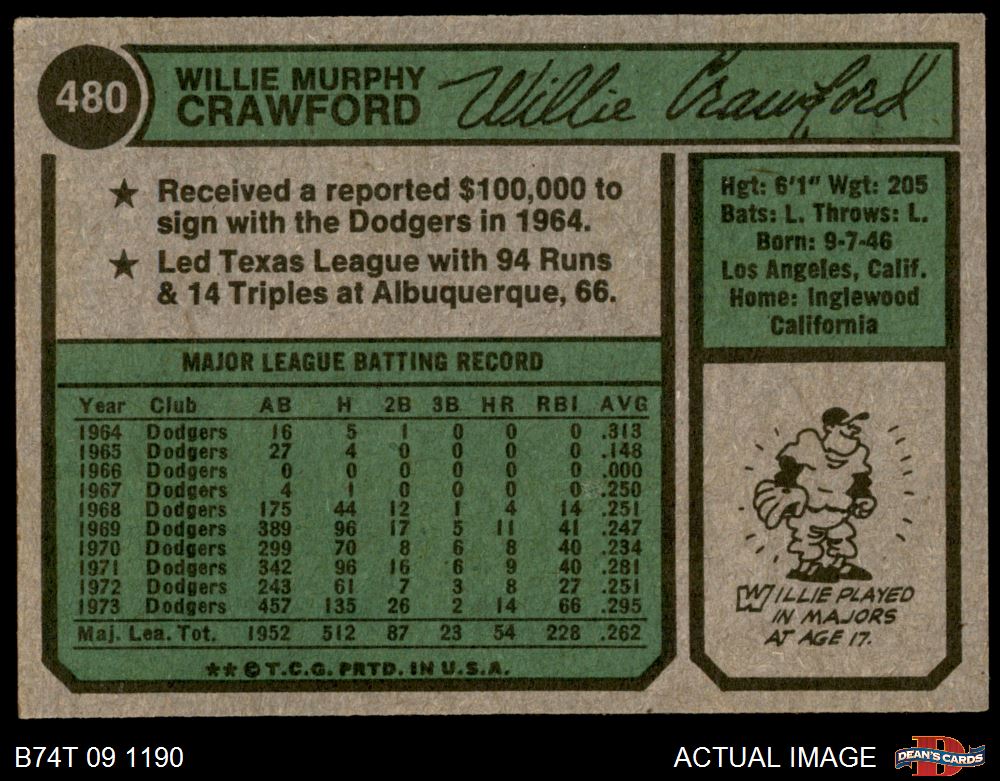 480
WILLIE MURPHY
CRAWFORD
Willie Crawford
★ Received a reported $100,000 to
sign with the Dodgers in 1964.
★ Led Texas League with 94 Runs
& 14 Triples at Albuquerque, 66.
Hgt: 6'1" Wgt: 205
Bats: L. Throws: L.
Born: 9-7-46
Los Angeles, Calif.
Home: Inglewood
California
MAJOR LEAGUE BATTING RECORD
Year Club AB H 2B 3B HR RBI AVG
1964 Dodgers 16 5 1 0 0 0 .313
1965 Dodgers 27 4 0 0 0 0 .148
1966 Dodgers 0 0 0 0 0 0 .000
1967 Dodgers 4 1 0 0 0 0 .250
1968 Dodgers 175 44 12 1 4 14 .251
1969 Dodgers 389 96 17 5 11 41 .247
1970 Dodgers 299 70 8 6 8 40 .234
1971 Dodgers 342 96 16 6 9 40 .281
1972 Dodgers 243 61 7 3 8 27 .251
1973 Dodgers 457 135 26 2 14 66 .295
Maj. Lea. Tot. 1952 512 87 23 54 228 .262
** © T.C.G. PRTD. IN U.S.A.
WILLIE PLAYED
IN MAJORS
AT AGE 17.
B74T 09 1190
ACTUAL IMAGE
D
DEAN'S CARDS